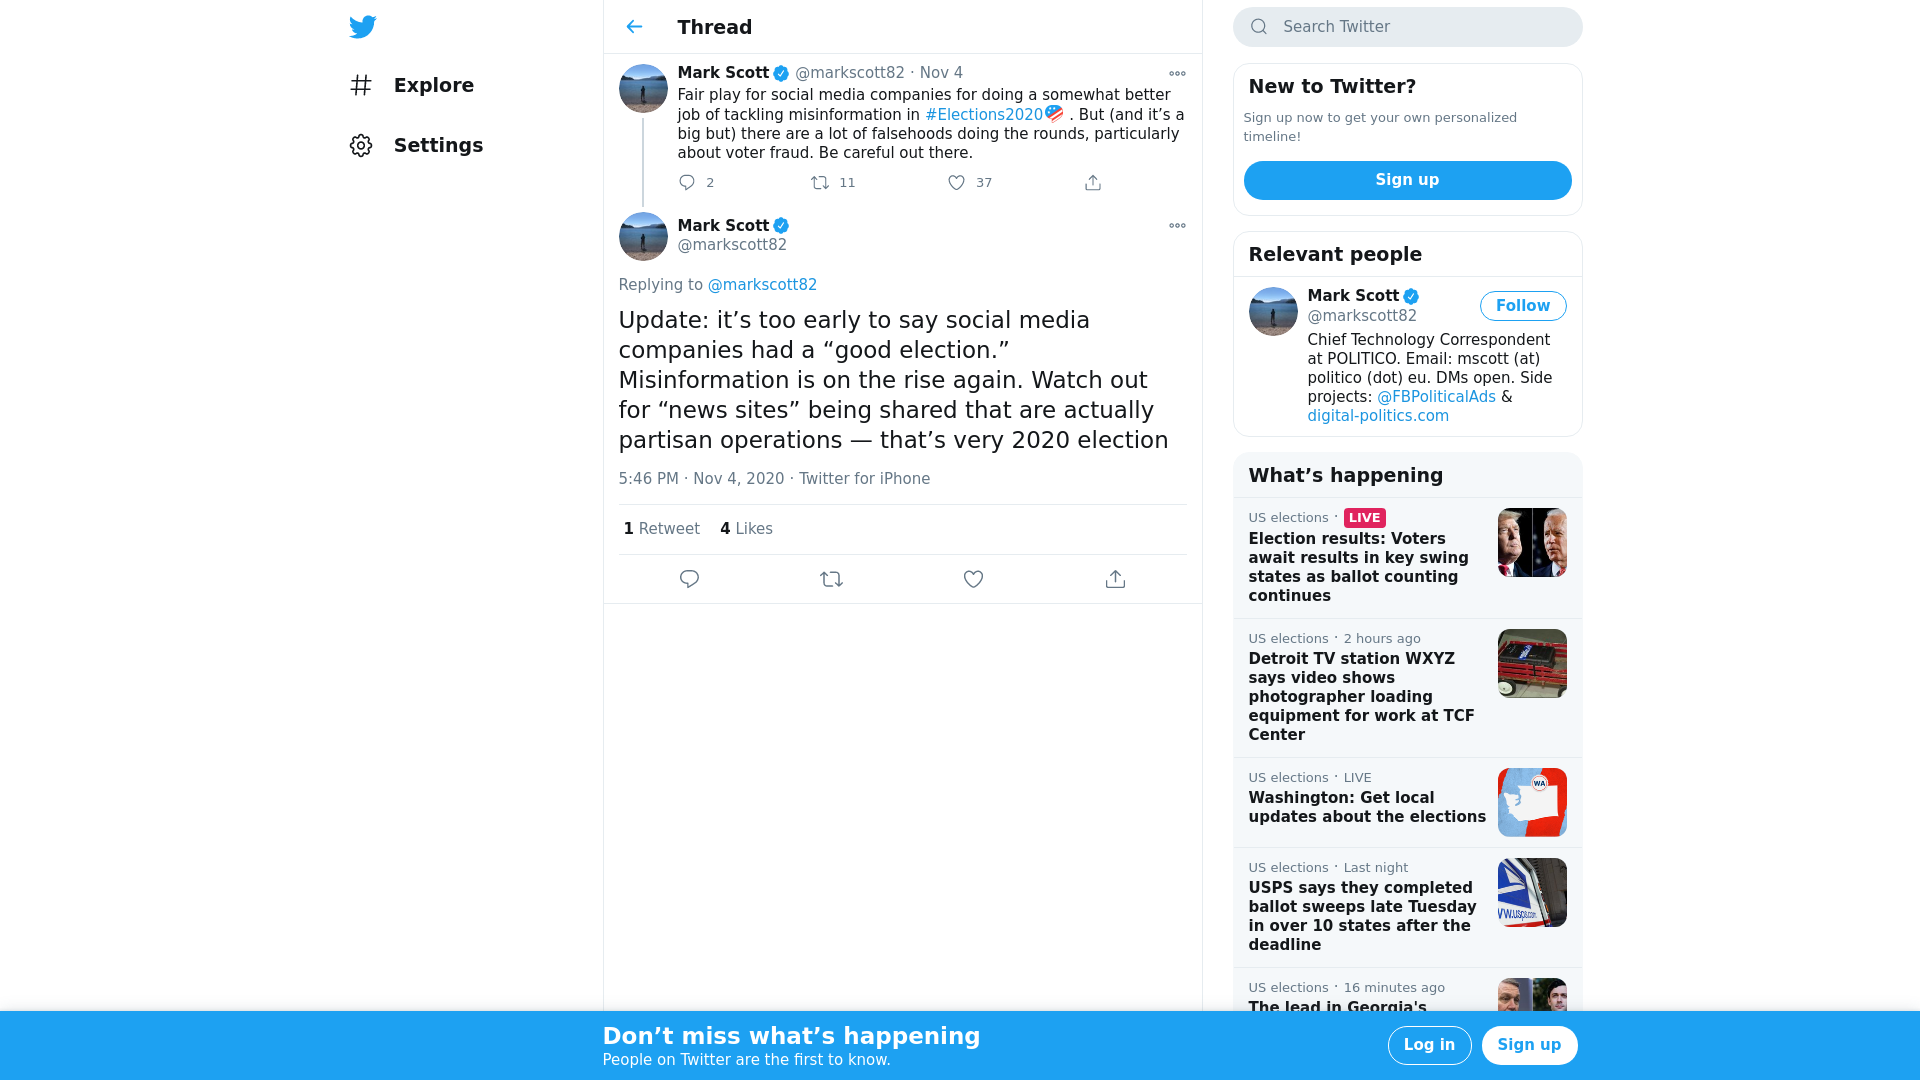 Explore
Settings
Thread
Mark Scott @markscott82 · Nov 4
Fair play for social media companies for doing a somewhat better
job of tackling misinformation in #Elections2020 . But (and it’s a
big but) there are a lot of falsehoods doing the rounds, particularly
about voter fraud. Be careful out there.
2 11 37
Mark Scott
@markscott82
Replying to @markscott82
Update: it’s too early to say social media
companies had a “good election.”
Misinformation is on the rise again. Watch out
for “news sites” being shared that are actually
partisan operations — that’s very 2020 election
5:46 PM · Nov 4, 2020 · Twitter for iPhone
1 Retweet 4 Likes
Search Twitter
New to Twitter?
Sign up now to get your own personalized
timeline!
Sign up
Relevant people
Mark Scott
@markscott82
Follow
Chief Technology Correspondent
at POLITICO. Email: mscott (at)
politico (dot) eu. DMs open. Side
projects: @FBPoliticalAds &
digital-politics.com
What’s happening
US elections · LIVE
Election results: Voters
await results in key swing
states as ballot counting
continues
US elections · 2 hours ago
Detroit TV station WXYZ
says video shows
photographer loading
equipment for work at TCF
Center
US elections · LIVE
Washington: Get local
updates about the elections
WA
US elections · Last night
USPS says they completed
ballot sweeps late Tuesday
in over 10 states after the
deadline
US elections · 16 minutes ago
The lead in Georgia's
Don’t miss what’s happening
People on Twitter are the first to know.
Log in
Sign up